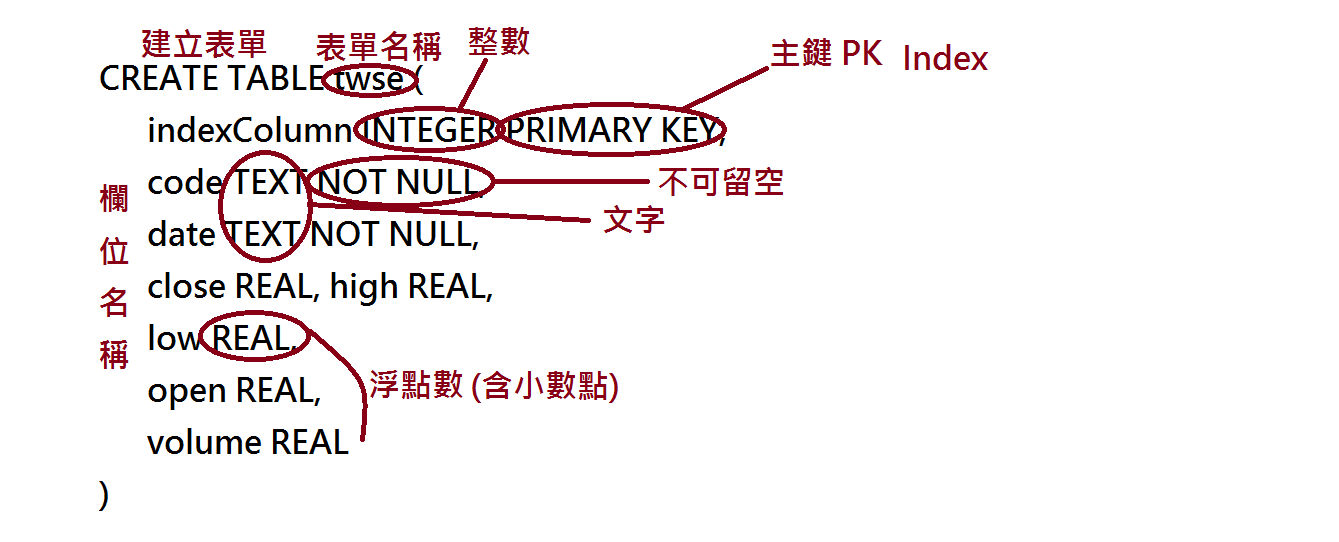 建立表單 表單名稱 整數
主鍵 PK Index
CREATE TABLE twse (
indexColumn INTEGER PRIMARY KEY,
code TEXT NOT NULL,
不可留空
文字
date TEXT NOT NULL,
close REAL, high REAL,
low REAL,
浮點數 (含小數點)
open REAL,
volume REAL
)
欄
位
名
稱